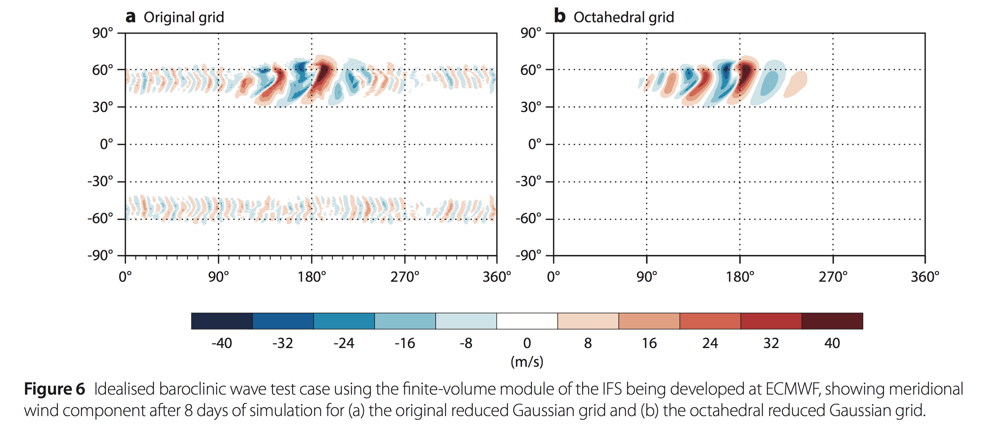 a Original grid
b Octahedral grid
90°
60°
30°
0°
-30°
-60°
-90°
0° 90° 180° 270° 360°
90°
60°
30°
0°
-30°
-60°
-90°
0° 90° 180° 270° 360°
-40 -32 -24 -16 -8 0 8 16 24 32 40
(m/s)
Figure 6 Idealised baroclinic wave test case using the finite-volume module of the IFS being developed at ECMWF, showing meridional
wind component after 8 days of simulation for (a) the original reduced Gaussian grid and (b) the octahedral reduced Gaussian grid.